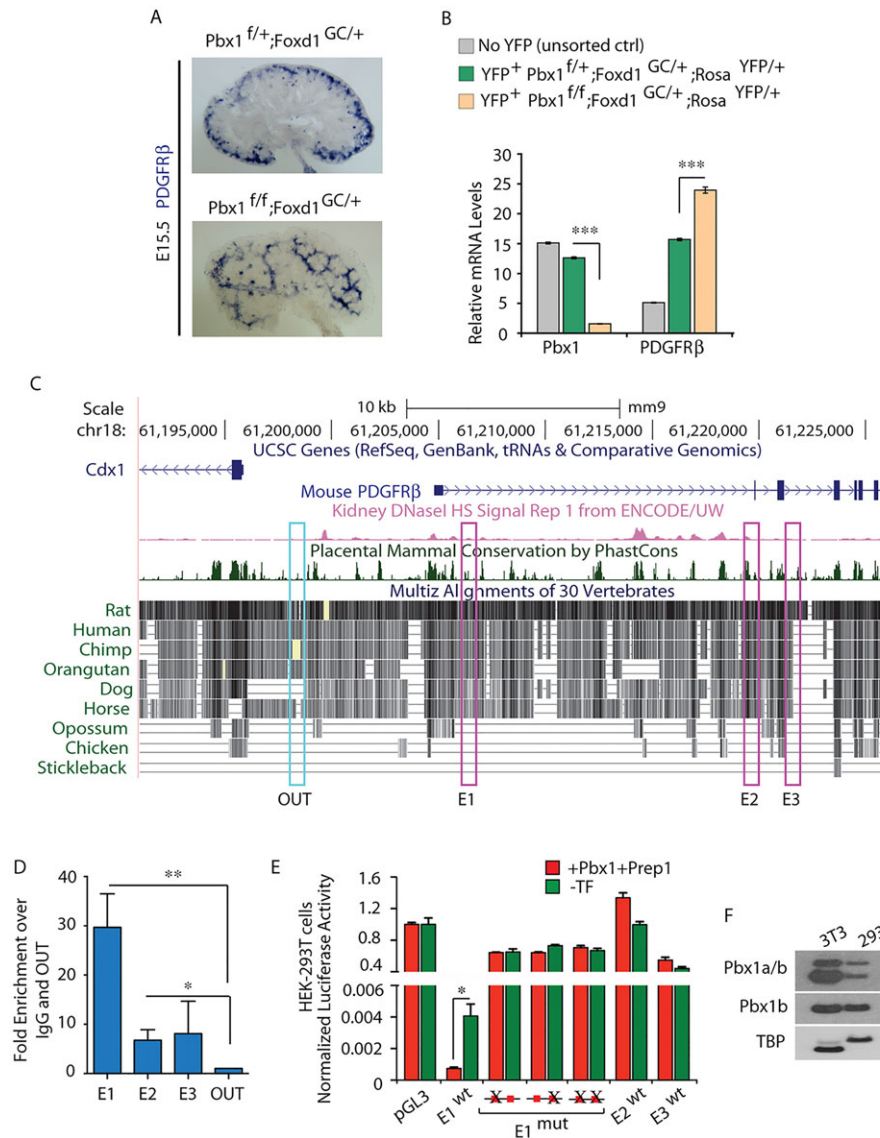 A
Pbx1 f/+;Foxd1 GC/+
E15.5 PDGFRβ
Pbx1 f/f;Foxd1 GC/+
B
No YFP (unsorted ctrl)
YFP+ Pbx1 f/+;Foxd1 GC/+ ;Rosa YFP/+
YFP+ Pbx1 f/f;Foxd1 GC/+ ;Rosa YFP/+
Relative mRNA Levels
30
25
20
15
10
5
0
***
***
Pbx1
PDGFRβ
C
Scale
10 kb
mm9
chr18:
61,195,000
61,200,000
61,205,000
61,210,000
61,215,000
61,220,000
61,225,000
UCSC Genes (RefSeq, GenBank, tRNAs & Comparative Genomics)
Cdx1
Mouse PDGFRβ
Kidney DNaseI HS Signal Rep 1 from ENCODE/UW
Placental Mammal Conservation by PhastCons
Multiz Alignments of 30 Vertebrates
Rat
Human
Chimp
Orangutan
Dog
Horse
Opossum
Chicken
Stickleback
OUT
E1
E2
E3
D
Fold Enrichment over
IgG and OUT
40
30
20
10
0
**
*
E1
E2
E3
OUT
E
+Pbx1+Prep1
-TF
HEK-293T cells
Normalized Luciferase Activity
1.6
1.2
0.8
0.4
0.006
0.004
0.002
0
*
pGL3
E1 wt
X
X
X X
E1 mut
E2 wt
E3 wt
F
3T3
293
Pbx1a/b
Pbx1b
TBP